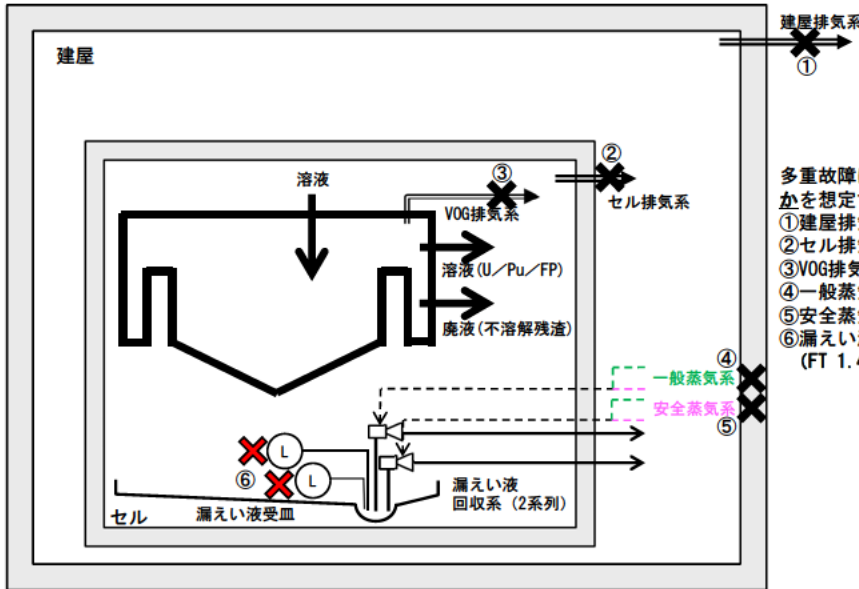 建屋排気系
①
建屋
②
③
溶液
セル排気系
VOG排気系
溶液(U/Pu/FP)
廃液(不溶解残渣)
多重故障
かを想定
①建屋排
②セル排
③VOG排気
④一般蒸
⑤安全蒸
⑥漏えい
(FT 1.4
④
一般蒸気系
安全蒸気系
⑤
L
⑥
L
漏えい液
回収系(2系列)
漏えい液受皿
セル